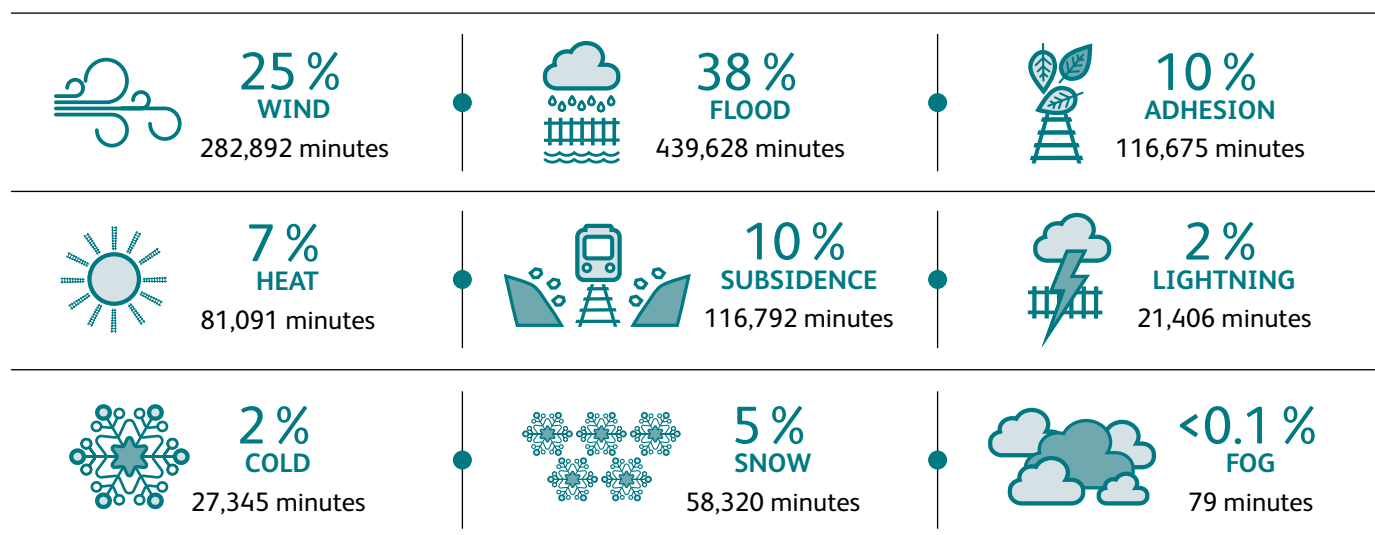 25 %
WIND
282,892 minutes
38 %
FLOOD
439,628 minutes
10 %
ADHESION
116,675 minutes
7 %
HEAT
81,091 minutes
10 %
SUBSIDENCE
116,792 minutes
2 %
LIGHTNING
21,406 minutes
2 %
COLD
27,345 minutes
5 %
SNOW
58,320 minutes
<0.1 %
FOG
79 minutes